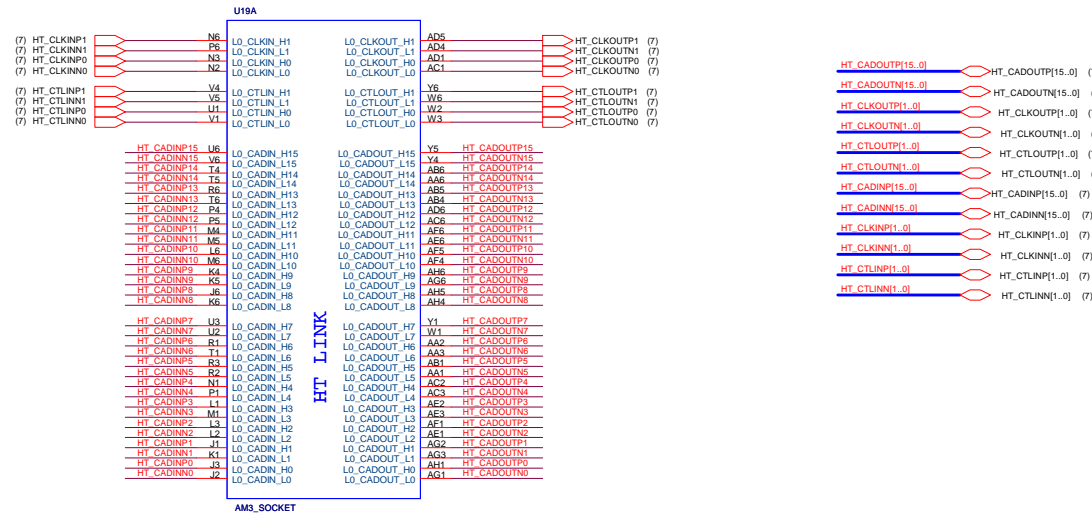 U19A
(7) HT_CLKINP1 N6 L0_CLKIN_H1 L0_CLKOUT_H1 AD5 HT_CLKOUTP1 (7)
(7) HT_CLKINN1 P6 L0_CLKIN_L1 L0_CLKOUT_L1 AD4 HT_CLKOUTN1 (7)
(7) HT_CLKINP0 N3 L0_CLKIN_H0 L0_CLKOUT_H0 AD1 HT_CLKOUTP0 (7)
(7) HT_CLKINN0 N2 L0_CLKIN_L0 L0_CLKOUT_L0 AC1 HT_CLKOUTN0 (7)
(7) HT_CTLINP1 V4 L0_CTLIN_H1 L0_CTLOUT_H1 Y6 HT_CTLOUTP1 (7)
(7) HT_CTLINN1 V5 L0_CTLIN_L1 L0_CTLOUT_L1 W6 HT_CTLOUTN1 (7)
(7) HT_CTLINP0 U1 L0_CTLIN_H0 L0_CTLOUT_H0 W2 HT_CTLOUTP0 (7)
(7) HT_CTLINN0 V1 L0_CTLIN_L0 L0_CTLOUT_L0 W3 HT_CTLOUTN0 (7)
HT_CADINP15 U6 L0_CADIN_H15 L0_CADOUT_H15 Y5 HT_CADOUTP15
HT_CADINN15 V6 L0_CADIN_L15 L0_CADOUT_L15 Y4 HT_CADOUTN15
HT_CADINP14 T4 L0_CADIN_H14 L0_CADOUT_H14 AB6 HT_CADOUTP14
HT_CADINN14 T5 L0_CADIN_L14 L0_CADOUT_L14 AA6 HT_CADOUTN14
HT_CADINP13 R6 L0_CADIN_H13 L0_CADOUT_H13 AB5 HT_CADOUTP13
HT_CADINN13 T6 L0_CADIN_L13 L0_CADOUT_L13 AB4 HT_CADOUTN13
HT_CADINP12 P4 L0_CADIN_H12 L0_CADOUT_H12 AD6 HT_CADOUTP12
HT_CADINN12 P5 L0_CADIN_L12 L0_CADOUT_L12 AC6 HT_CADOUTN12
HT_CADINP11 M4 L0_CADIN_H11 L0_CADOUT_H11 AF6 HT_CADOUTP11
HT_CADINN11 M5 L0_CADIN_L11 L0_CADOUT_L11 AE6 HT_CADOUTN11
HT_CADINP10 L6 L0_CADIN_H10 L0_CADOUT_H10 AF5 HT_CADOUTP10
HT_CADINN10 M6 L0_CADIN_L10 L0_CADOUT_L10 AF4 HT_CADOUTN10
HT_CADINP9 K4 L0_CADIN_H9 L0_CADOUT_H9 AH6 HT_CADOUTP9
HT_CADINN9 K5 L0_CADIN_L9 L0_CADOUT_L9 AG6 HT_CADOUTN9
HT_CADINP8 J6 L0_CADIN_H8 L0_CADOUT_H8 AH5 HT_CADOUTP8
HT_CADINN8 K6 L0_CADIN_L8 L0_CADOUT_L8 AH4 HT_CADOUTN8
HT_CADINP7 U3 L0_CADIN_H7 L0_CADOUT_H7 Y1 HT_CADOUTP7
HT_CADINN7 U2 L0_CADIN_L7 L0_CADOUT_L7 W1 HT_CADOUTN7
HT_CADINP6 R1 L0_CADIN_H6 L0_CADOUT_H6 AA2 HT_CADOUTP6
HT_CADINN6 T1 L0_CADIN_L6 L0_CADOUT_L6 AA3 HT_CADOUTN6
HT_CADINP5 R3 L0_CADIN_H5 L0_CADOUT_H5 AB1 HT_CADOUTP5
HT_CADINN5 R2 L0_CADIN_L5 L0_CADOUT_L5 AA1 HT_CADOUTN5
HT_CADINP4 N1 L0_CADIN_H4 L0_CADOUT_H4 AC2 HT_CADOUTP4
HT_CADINN4 P1 L0_CADIN_L4 L0_CADOUT_L4 AC3 HT_CADOUTN4
HT_CADINP3 L1 L0_CADIN_H3 L0_CADOUT_H3 AE2 HT_CADOUTP3
HT_CADINN3 M1 L0_CADIN_L3 L0_CADOUT_L3 AE3 HT_CADOUTN3
HT_CADINP2 L3 L0_CADIN_H2 L0_CADOUT_H2 AF1 HT_CADOUTP2
HT_CADINN2 L2 L0_CADIN_L2 L0_CADOUT_L2 AE1 HT_CADOUTN2
HT_CADINP1 J1 L0_CADIN_H1 L0_CADOUT_H1 AG2 HT_CADOUTP1
HT_CADINN1 K1 L0_CADIN_L1 L0_CADOUT_L1 AG3 HT_CADOUTN1
HT_CADINP0 J3 L0_CADIN_H0 L0_CADOUT_H0 AH1 HT_CADOUTP0
HT_CADINN0 J2 L0_CADIN_L0 L0_CADOUT_L0 AG1 HT_CADOUTN0
HT LINK
AM3_SOCKET
HT_CADOUTP[15..0] HT_CADOUTP[15..0] (
HT_CADOUTN[15..0] HT_CADOUTN[15..0]
HT_CLKOUTP[1..0] HT_CLKOUTP[1..0] (
HT_CLKOUTN[1..0] HT_CLKOUTN[1..0] (
HT_CTLOUTP[1..0] HT_CTLOUTP[1..0] (
HT_CTLOUTN[1..0] HT_CTLOUTN[1..0] (
HT_CADINP[15..0] HT_CADINP[15..0] (7)
HT_CADINN[15..0] HT_CADINN[15..0] (7)
HT_CLKINP[1..0] HT_CLKINP[1..0] (7)
HT_CLKINN[1..0] HT_CLKINN[1..0] (7)
HT_CTLINP[1..0] HT_CTLINP[1..0] (7)
HT_CTLINN[1..0] HT_CTLINN[1..0] (7)